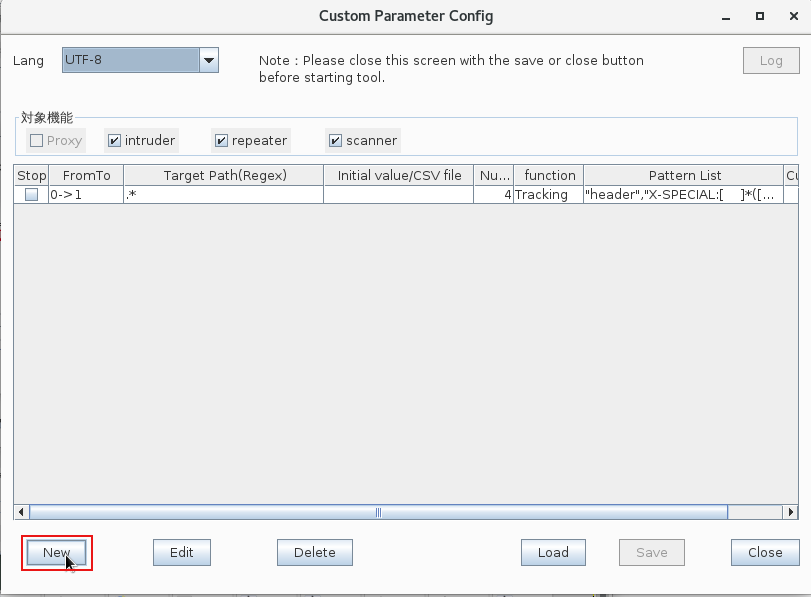 Custom Parameter Config
Lang UTF-8 Note : Please close this screen with the save or close button Log
before starting tool.
対象機能
Proxy intruder repeater scanner
Stop FromTo Target Path(Regex) Initial value/CSV file Nu... function Pattern List Cu
0->1 .* 4 Tracking "header","X-SPECIAL:[ ]*([...
New Edit Delete Load Save Close